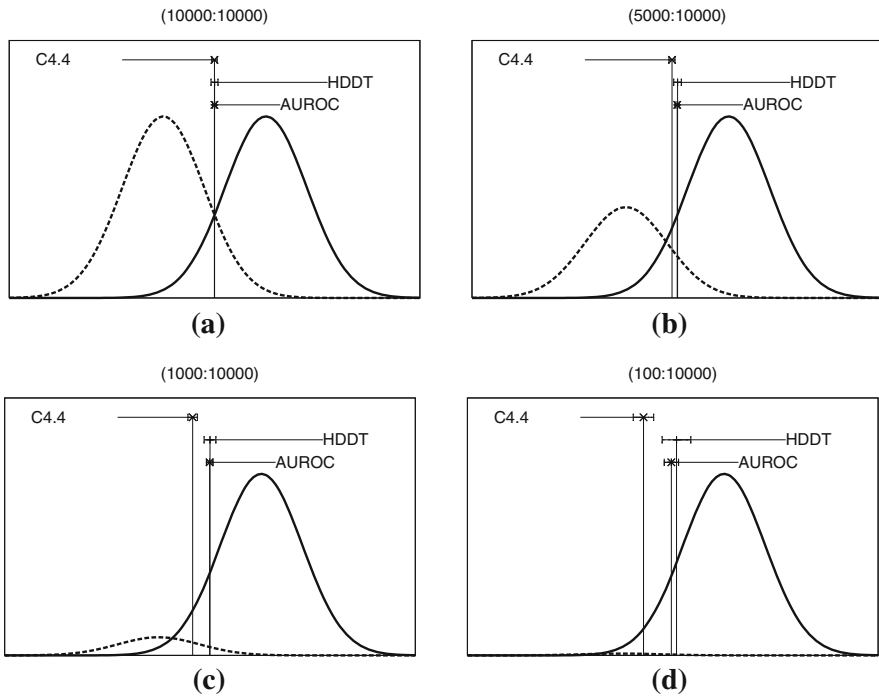 (10000:10000)
C4.4
HDDT
AUROC
(a)
(5000:10000)
C4.4
HDDT
AUROC
(b)
(1000:10000)
C4.4
HDDT
AUROC
(c)
(100:10000)
C4.4
HDDT
AUROC
(d)